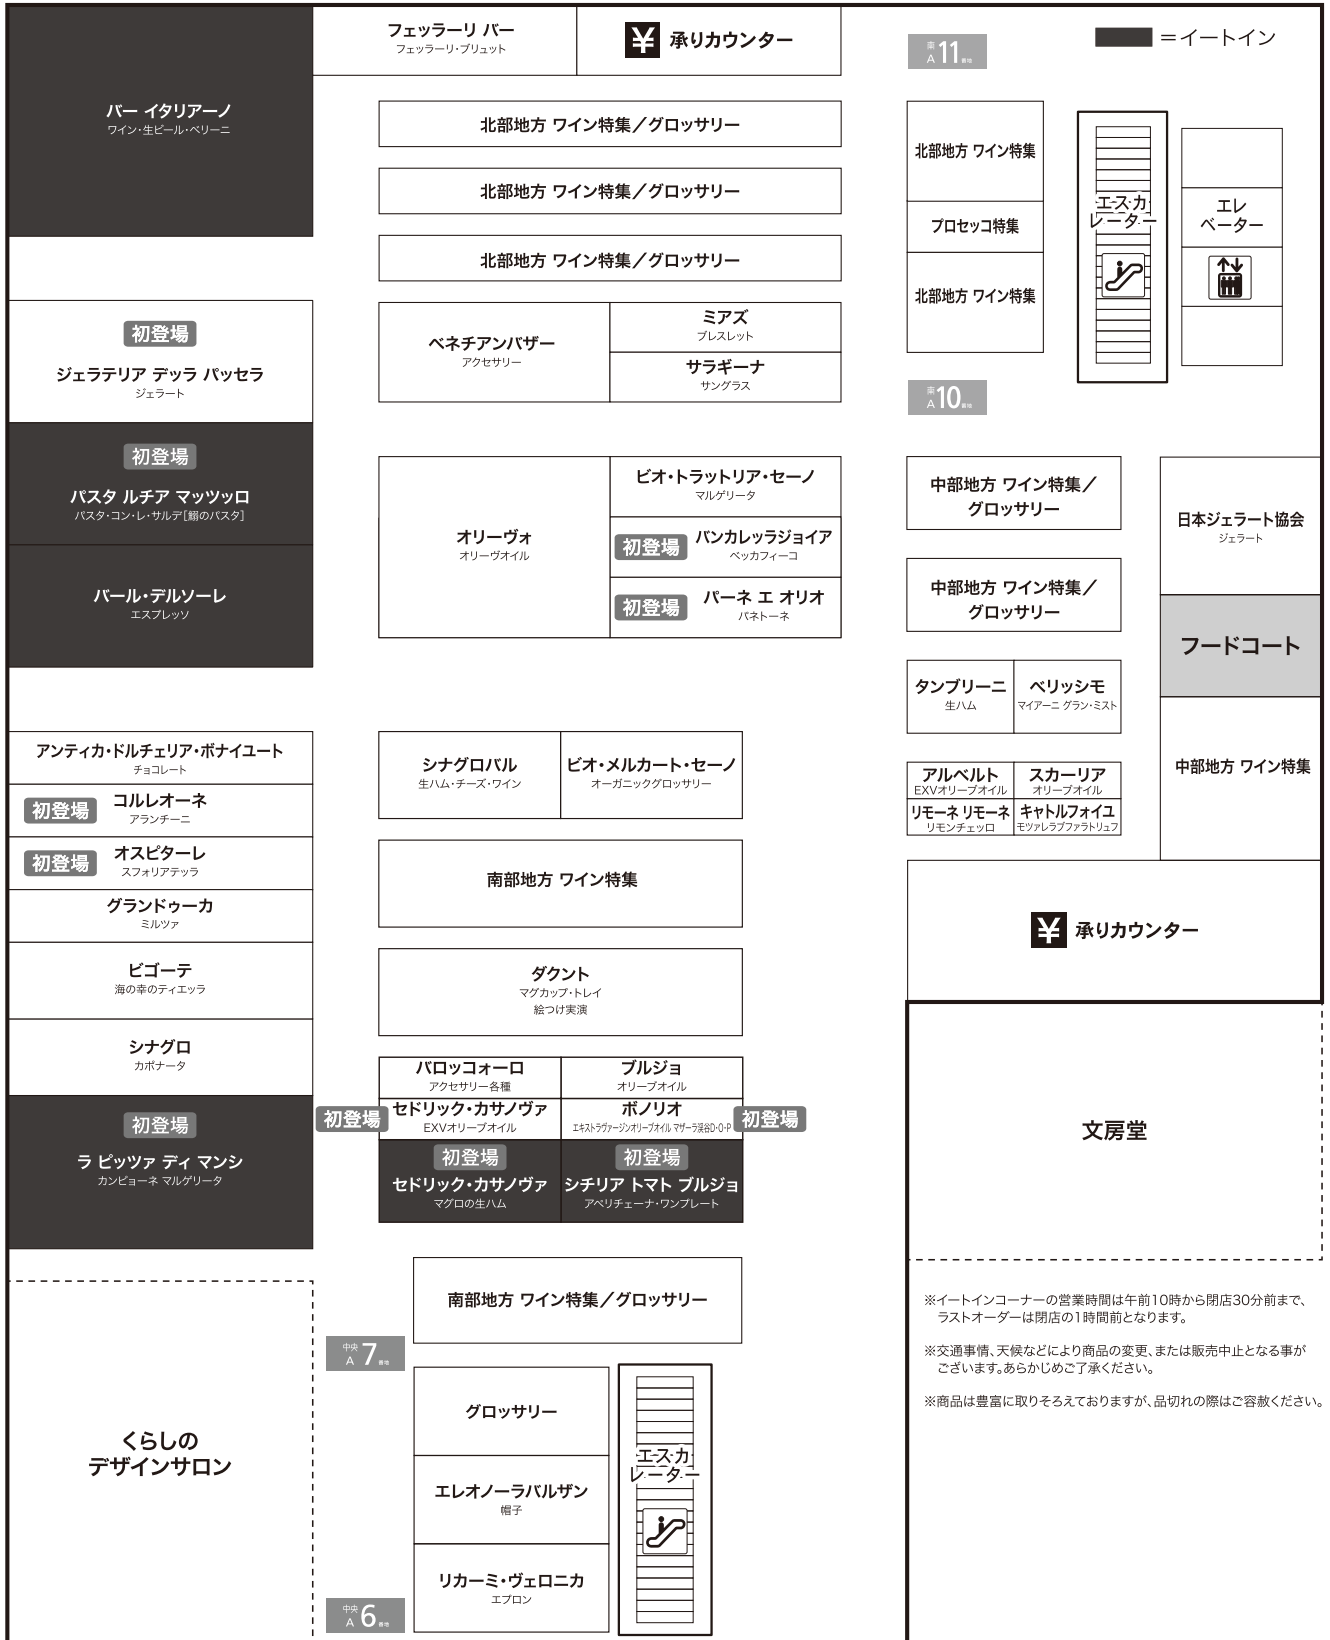 フェッラーリ バー
フェッラーリ・ブリュット
¥ 承りカウンター
南A11番地
＝イートイン
バー イタリアーノ
ワイン・生ビール・ベリーニ
北部地方 ワイン特集／グロッサリー
北部地方 ワイン特集／グロッサリー
北部地方 ワイン特集／グロッサリー
北部地方 ワイン特集
プロセッコ特集
北部地方 ワイン特集
エスカ
レーター
エレ
ベーター
初登場
ジェラテリア デッラ パッセラ
ジェラート
ベネチアンバザー
アクセサリー
ミアズ
ブレスレット
サラギーナ
サングラス
南A10番地
初登場
パスタ ルチア マッツッロ
パスタ・コン・レ・サルデ[鰯のパスタ]
バール・デルソーレ
エスプレッソ
オリーヴォ
オリーヴオイル
ビオ・トラットリア・セーノ
マルゲリータ
初登場
バンカレッラジョイア
ベッカフィーコ
初登場
パーネ エ オリオ
パネトーネ
中部地方 ワイン特集／
グロッサリー
中部地方 ワイン特集／
グロッサリー
日本ジェラート協会
ジェラート
フードコート
タンブリーニ
生ハム
ベリッシモ
マイアーニ グラン・ミスト
中部地方 ワイン特集
アルベルト
EXVオリーブオイル
スカーリア
オリーブオイル
リモーネ リモーネ
リモンチェッロ
キャトルフォイユ
モツァレラブファラトリュフ
¥ 承りカウンター
アンティカ・ドルチェリア・ボナイユート
チョコレート
初登場
コルレオーネ
アランチーニ
初登場
オスピターレ
スフォリアテッラ
グランドゥーカ
ミルツァ
ビゴーテ
海の幸のティエッラ
シナグロ
カポナータ
初登場
ラ ピッツァ ディ マンシ
カンピョーネ マルゲリータ
シナグロバル
生ハム・チーズ・ワイン
ビオ・メルカート・セーノ
オーガニックグロッサリー
南部地方 ワイン特集
ダクント
マグカップ・トレイ
絵つけ実演
バロッコォーロ
アクセサリー各種
ブルジョ
オリーブオイル
初登場
セドリック・カサノヴァ
EXVオリーブオイル
ボノリオ
エキストラヴァージンオリーブオイル マザーラ渓谷D・O・P
初登場
初登場
セドリック・カサノヴァ
マグロの生ハム
初登場
シチリア トマト ブルジョ
アペリチェーナ・ワンプレート
文房堂
南部地方 ワイン特集／グロッサリー
中央A7番地
くらしの
デザインサロン
グロッサリー
エレオノーラバルザン
帽子
リカーミ・ヴェロニカ
エプロン
エスカ
レーター
中央A6番地
※イートインコーナーの営業時間は午前10時から閉店30分前まで、
ラストオーダーは閉店の1時間前となります。
※交通事情、天候などにより商品の変更、または販売中止となる事が
ございます。あらかじめご了承ください。
※商品は豊富に取りそろえておりますが、品切れの際はご容赦ください。